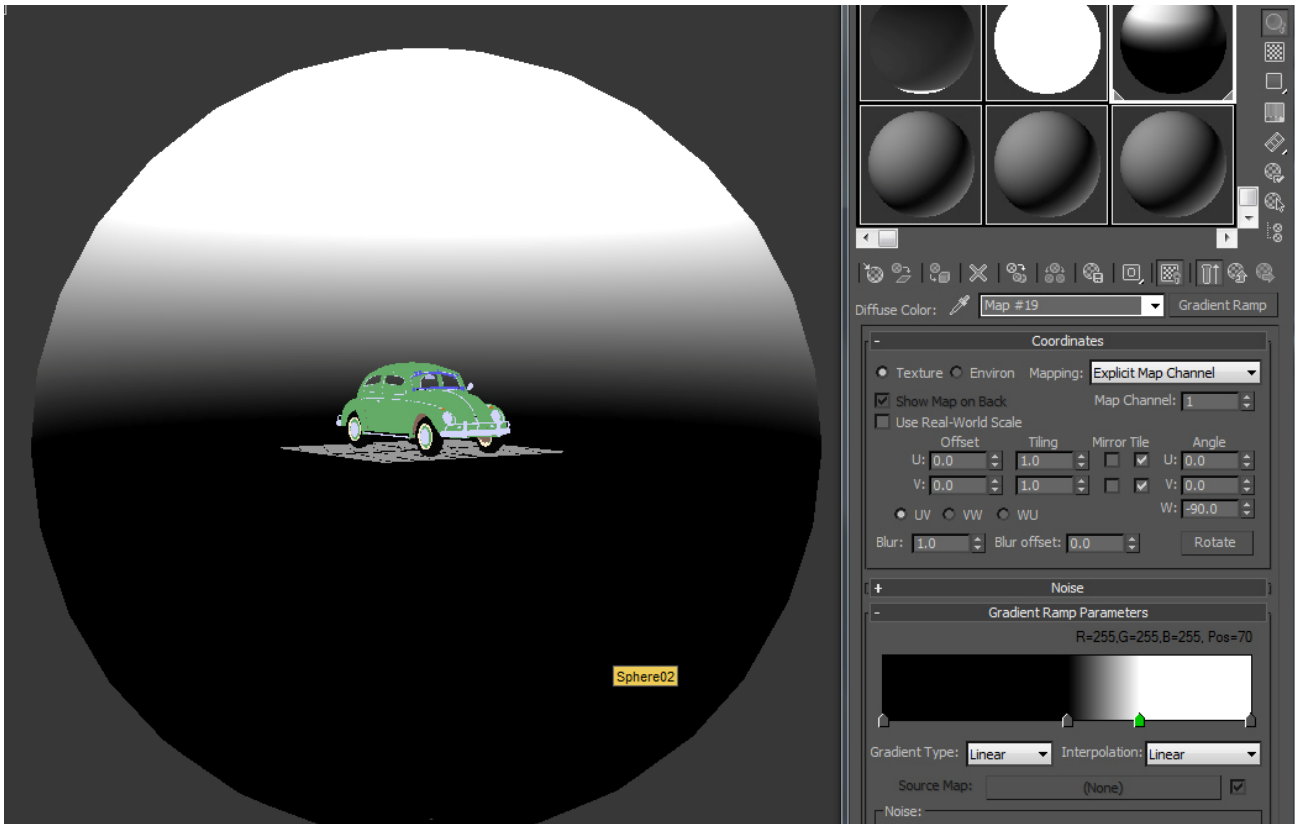 Diffuse Color: Map #19 Gradient Ramp
- Coordinates
Texture Environ Mapping: Explicit Map Channel
Show Map on Back Map Channel: 1
Use Real-World Scale
Offset Tiling Mirror Tile Angle
U: 0.0 1.0 U: 0.0
V: 0.0 1.0 V: 0.0
W: -90.0
UV VW WU
Blur: 1.0 Blur offset: 0.0 Rotate
+ Noise
- Gradient Ramp Parameters
R=255,G=255,B=255, Pos=70
Sphere02
Gradient Type: Linear Interpolation: Linear
Source Map: (None)
Noise: